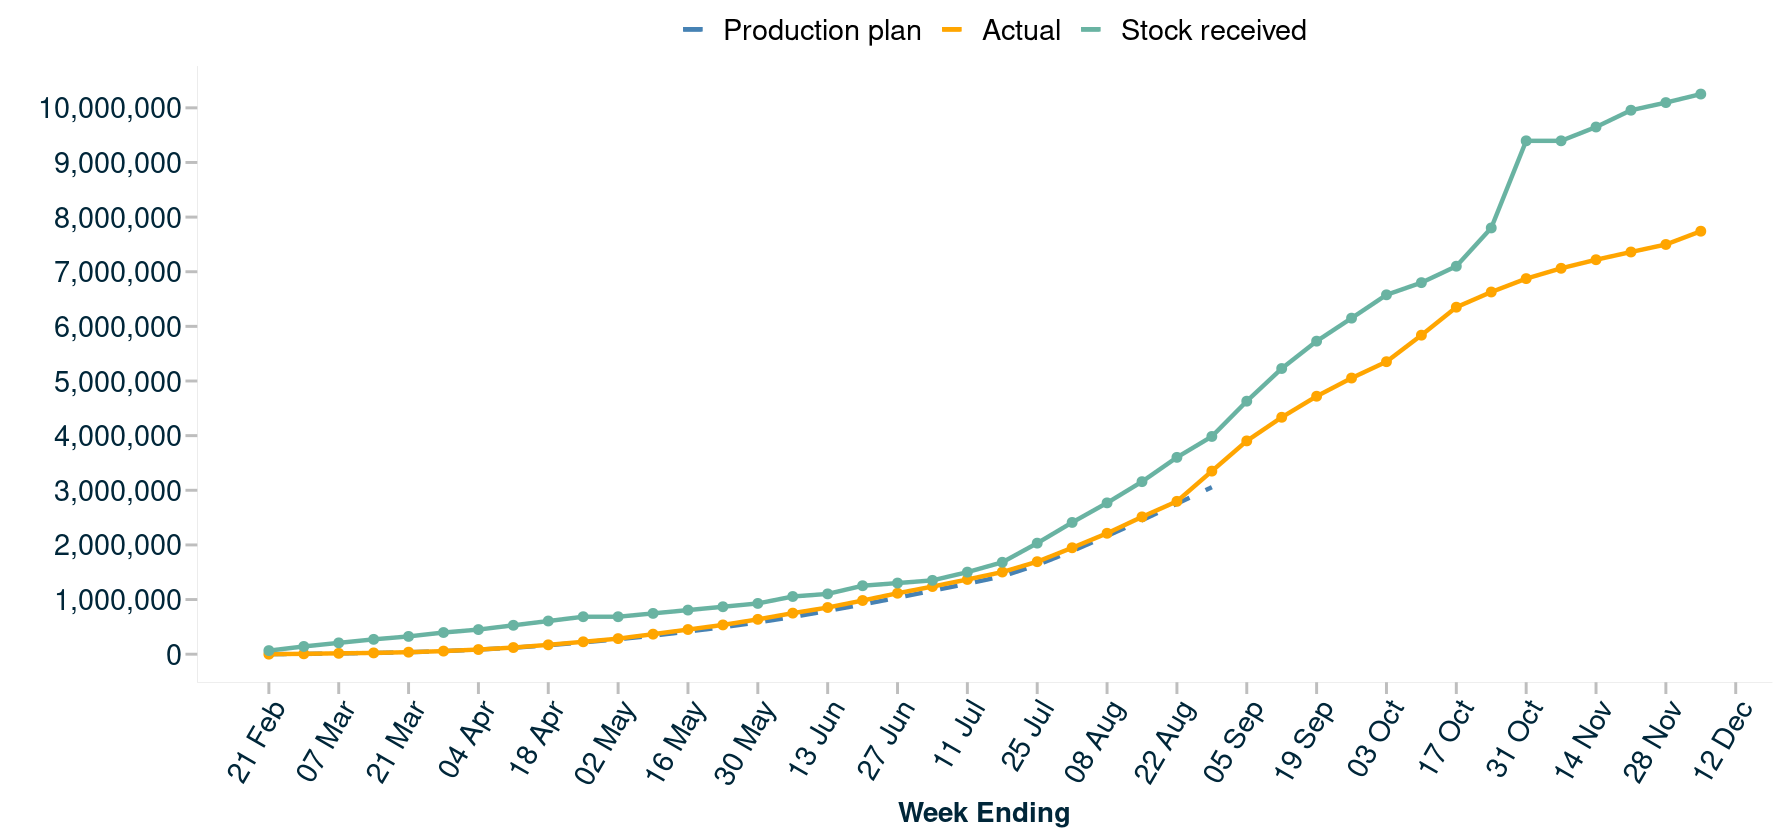 Production plan Actual Stock received
10,000,000
9,000,000
8,000,000
7,000,000
6,000,000
5,000,000
4,000,000
3,000,000
2,000,000
1,000,000
0
21 Feb
07 Mar
21 Mar
04 Apr
18 Apr
02 May
16 May
30 May
13 Jun
27 Jun
11 Jul
25 Jul
08 Aug
22 Aug
05 Sep
19 Sep
03 Oct
17 Oct
31 Oct
14 Nov
28 Nov
12 Dec
Week Ending